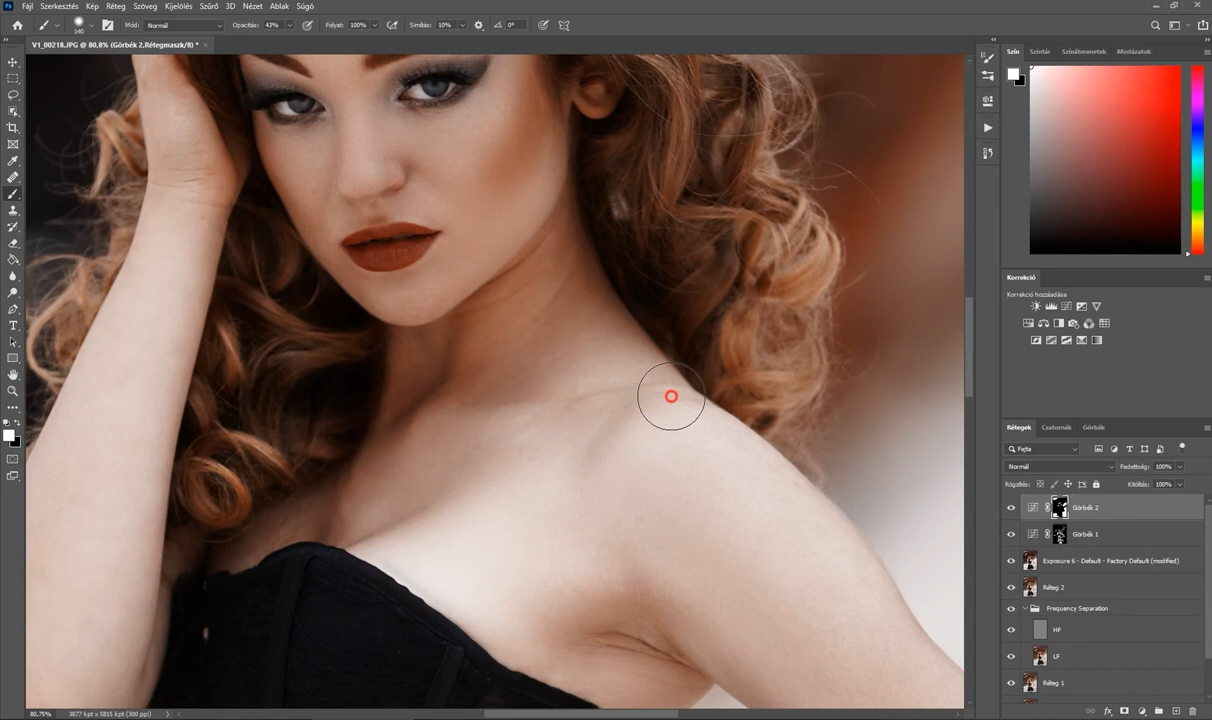 Ps Fájl Szerkesztés Kép Réteg Szöveg Kijelölés Szűrő 3D Nézet Ablak Súgó
140 Mód: Normál Opacitás: 43% Folyat: 100% Simítás: 10% 0°
V1_00218.JPG @ 80,8% (Görbék 2,Rétegmaszk/8) * ×
Szín Színtár Színátmenetek Mintázatok
Korrekció
Korrekció hozzáadása
Rétegek Csatornák Görbék
Fajta
Normál Fedettség: 100%
Rögzítés: Kitöltés: 100%
Görbék 2
Görbék 1
Exposure 6 - Default - Factory Default (modified)
Réteg 2
Frequency Separation
HF
LF
Réteg 1
80,75% 3877 kpt x 5815 kpt (300 ppi)